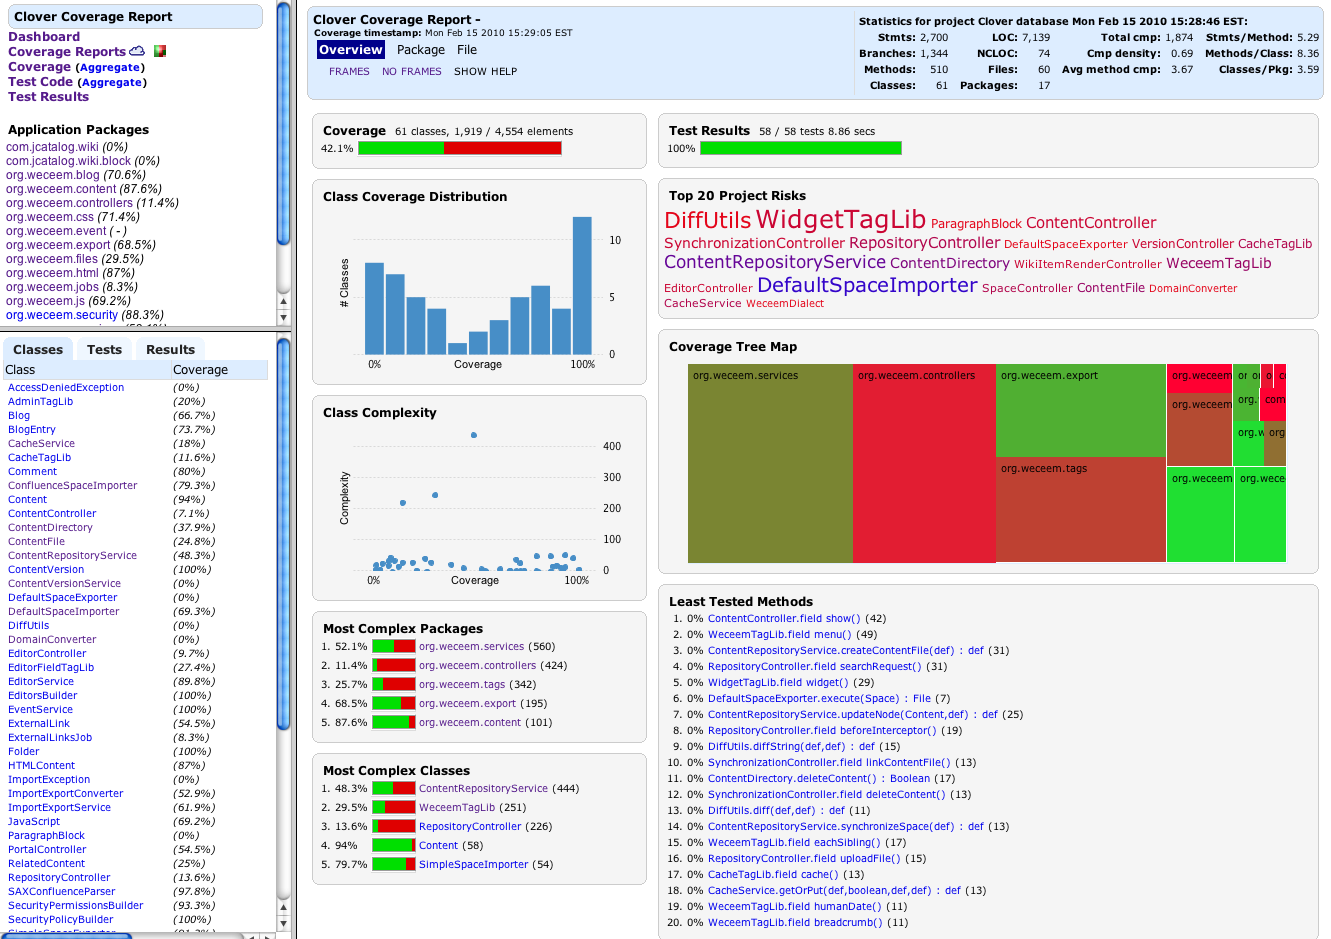 Clover Coverage Report
Dashboard
Coverage Reports
Coverage (Aggregate)
Test Code (Aggregate)
Test Results
Application Packages
com.jcatalog.wiki (0%)
com.jcatalog.wiki.block (0%)
org.weceem.blog (70.6%)
org.weceem.content (87.6%)
org.weceem.controllers (11.4%)
org.weceem.css (71.4%)
org.weceem.event ( - )
org.weceem.export (68.5%)
org.weceem.files (29.5%)
org.weceem.html (87%)
org.weceem.jobs (8.3%)
org.weceem.js (69.2%)
org.weceem.security (88.3%)
Classes Tests Results
Class Coverage
AccessDeniedException (0%)
AdminTagLib (20%)
Blog (66.7%)
BlogEntry (73.7%)
CacheService (18%)
CacheTagLib (11.6%)
Comment (80%)
ConfluenceSpaceImporter (79.3%)
Content (94%)
ContentController (7.1%)
ContentDirectory (37.9%)
ContentFile (24.8%)
ContentRepositoryService (48.3%)
ContentVersion (100%)
ContentVersionService (0%)
DefaultSpaceExporter (0%)
DefaultSpaceImporter (69.3%)
DiffUtils (0%)
DomainConverter (0%)
EditorController (9.7%)
EditorFieldTagLib (27.4%)
EditorService (89.8%)
EditorsBuilder (100%)
EventService (100%)
ExternalLink (54.5%)
ExternalLinksJob (8.3%)
Folder (100%)
HTMLContent (87%)
ImportException (0%)
ImportExportConverter (52.9%)
ImportExportService (61.9%)
JavaScript (69.2%)
ParagraphBlock (0%)
PortalController (54.5%)
RelatedContent (25%)
RepositoryController (13.6%)
SAXConfluenceParser (97.8%)
SecurityPermissionsBuilder (93.3%)
SecurityPolicyBuilder (100%)
Clover Coverage Report -
Coverage timestamp: Mon Feb 15 2010 15:29:05 EST
Overview Package File
FRAMES NO FRAMES SHOW HELP
Statistics for project Clover database Mon Feb 15 2010 15:28:46 EST:
Stmts: 2,700 LOC: 7,139 Total cmp: 1,874 Stmts/Method: 5.29
Branches: 1,344 NCLOC: 74 Cmp density: 0.69 Methods/Class: 8.36
Methods: 510 Files: 60 Avg method cmp: 3.67 Classes/Pkg: 3.59
Classes: 61 Packages: 17
Coverage 61 classes, 1,919 / 4,554 elements
42.1%
Class Coverage Distribution
10
5
0
# Classes
0% Coverage 100%
Class Complexity
400
300
200
100
0
Complexity
0% Coverage 100%
Most Complex Packages
1. 52.1% org.weceem.services (560)
2. 11.4% org.weceem.controllers (424)
3. 25.7% org.weceem.tags (342)
4. 68.5% org.weceem.export (195)
5. 87.6% org.weceem.content (101)
Most Complex Classes
1. 48.3% ContentRepositoryService (444)
2. 29.5% WeceemTagLib (251)
3. 13.6% RepositoryController (226)
4. 94% Content (58)
5. 79.7% SimpleSpaceImporter (54)
Test Results 58 / 58 tests 8.86 secs
100%
Top 20 Project Risks
DiffUtils WidgetTagLib ParagraphBlock ContentController
SynchronizationController RepositoryController DefaultSpaceExporter VersionController CacheTagLib
ContentRepositoryService ContentDirectory WikiItemRenderController WeceemTagLib
EditorController DefaultSpaceImporter SpaceController ContentFile DomainConverter
CacheService WeceemDialect
Coverage Tree Map
org.weceem.services org.weceem.controllers org.weceem.export org.weceem or o o c
org.weceem org. com
org.w org
org.weceem.tags org.weceem org.wece
Least Tested Methods
1. 0% ContentController.field show() (42)
2. 0% WeceemTagLib.field menu() (49)
3. 0% ContentRepositoryService.createContentFile(def) : def (31)
4. 0% RepositoryController.field searchRequest() (31)
5. 0% WidgetTagLib.field widget() (29)
6. 0% DefaultSpaceExporter.execute(Space) : File (7)
7. 0% ContentRepositoryService.updateNode(Content,def) : def (25)
8. 0% RepositoryController.field beforeInterceptor() (19)
9. 0% DiffUtils.diffString(def,def) : def (15)
10. 0% SynchronizationController.field linkContentFile() (13)
11. 0% ContentDirectory.deleteContent() : Boolean (17)
12. 0% SynchronizationController.field deleteContent() (13)
13. 0% DiffUtils.diff(def,def) : def (11)
14. 0% ContentRepositoryService.synchronizeSpace(def) : def (13)
15. 0% WeceemTagLib.field eachSibling() (17)
16. 0% RepositoryController.field uploadFile() (15)
17. 0% CacheTagLib.field cache() (13)
18. 0% CacheService.getOrPut(def,boolean,def,def) : def (13)
19. 0% WeceemTagLib.field humanDate() (11)
20. 0% WeceemTagLib.field breadcrumb() (11)